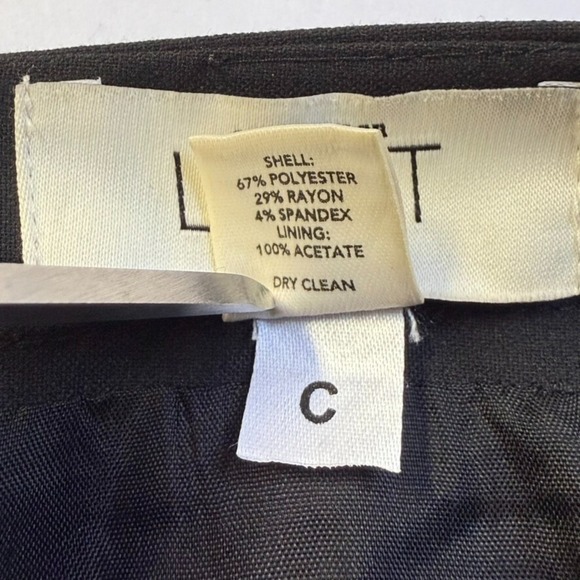 L T
SHELL:
67% POLYESTER
29% RAYON
4% SPANDEX
LINING:
100% ACETATE
DRY CLEAN
C